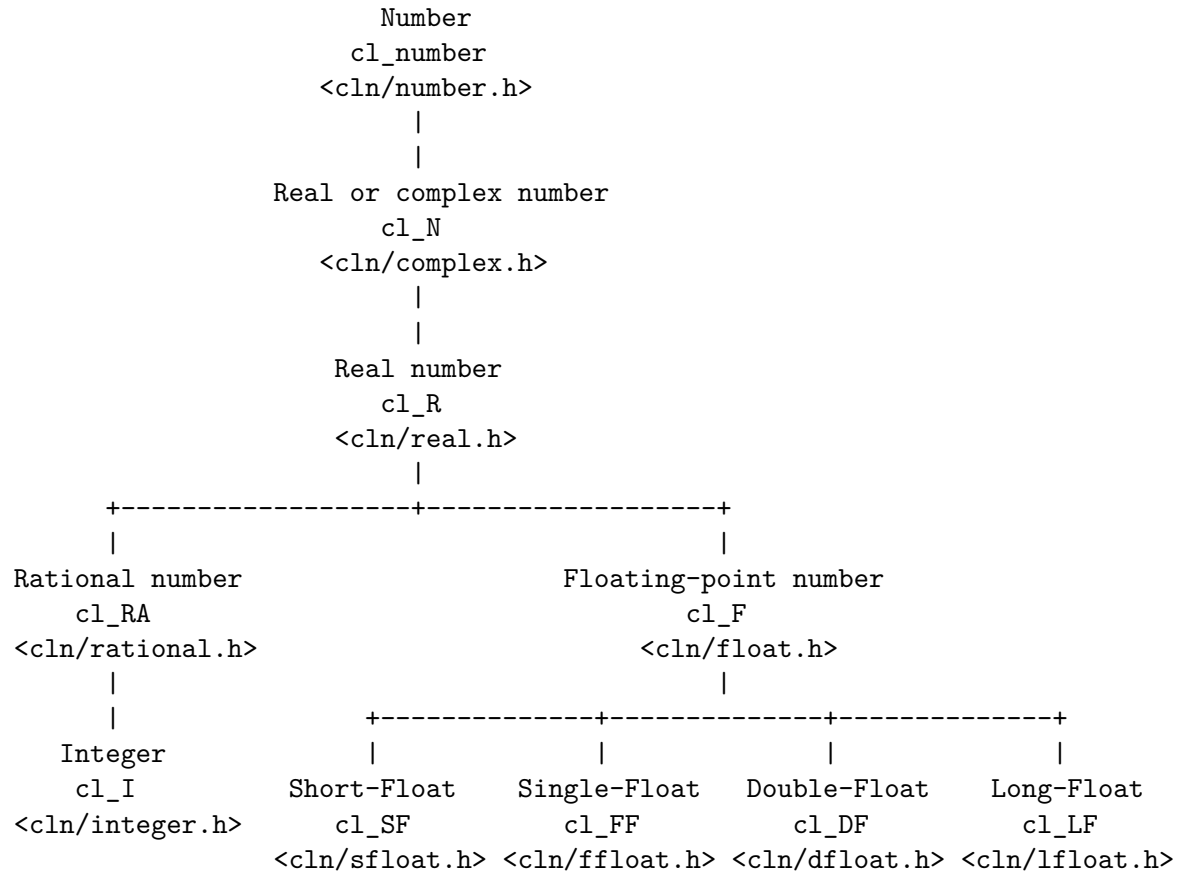 Number
cl_number
<cln/number.h>
|
|
Real or complex number
cl_N
<cln/complex.h>
|
|
Real number
cl_R
<cln/real.h>
|
+-------------------+-------------------+
| |
Rational number Floating-point number
cl_RA cl_F
<cln/rational.h> <cln/float.h>
| |
| +--------------+--------------+--------------+
Integer | | | |
cl_I Short-Float Single-Float Double-Float Long-Float
<cln/integer.h> cl_SF cl_FF cl_DF cl_LF
<cln/sfloat.h> <cln/ffloat.h> <cln/dfloat.h> <cln/lfloat.h>